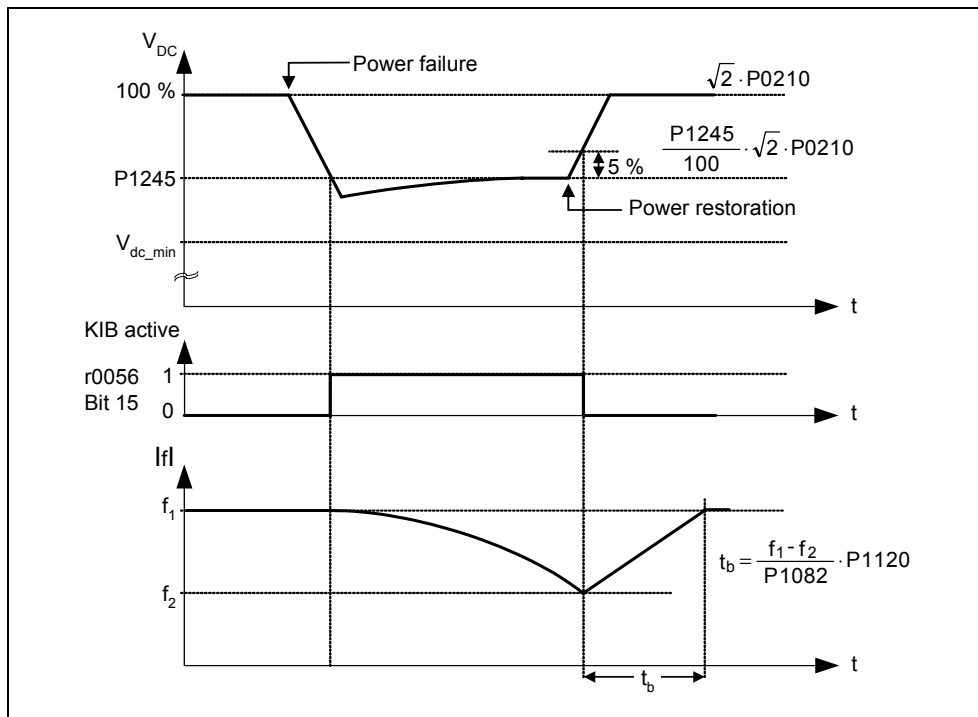 V_DC
Power failure
100 %
√2 · P0210
P1245/100 · √2 · P0210
5 %
P1245
Power restoration
V_dc_min
t
KIB active
r0056
Bit 15
1
0
t
|f|
f_1
t_b = (f_1 - f_2)/P1082 · P1120
f_2
t
t_b